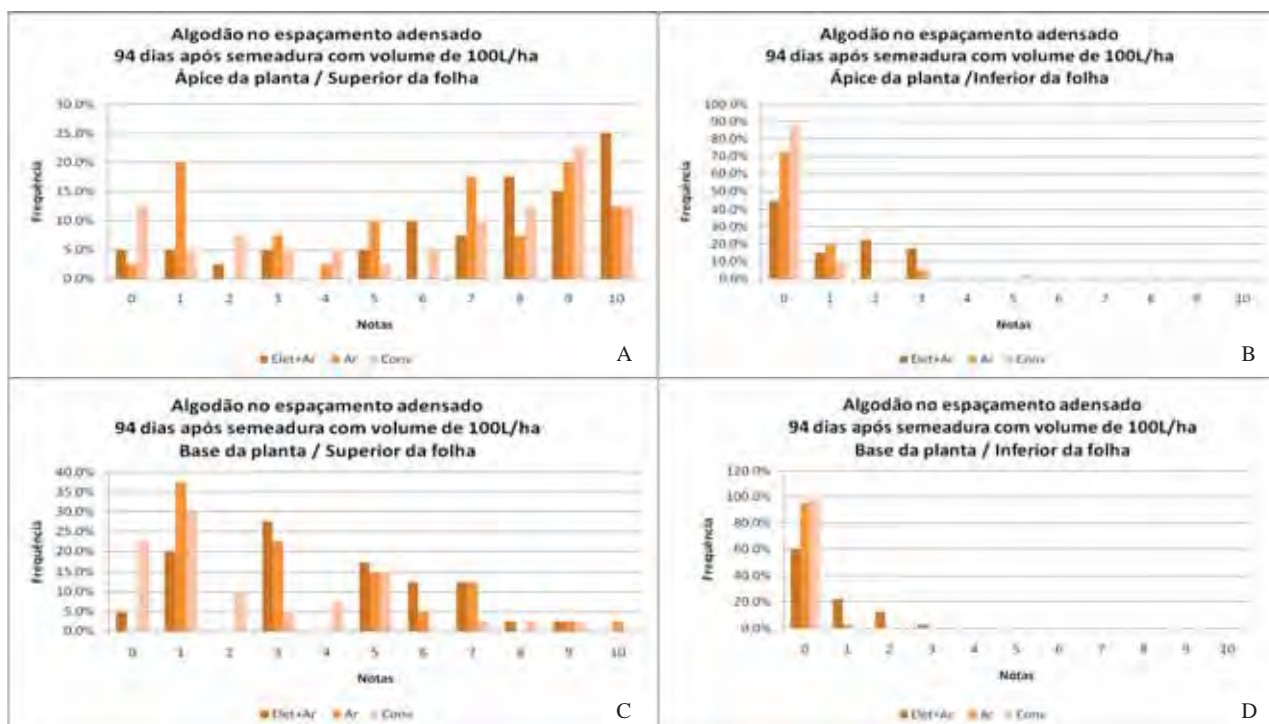 Algodão no espaçamento adensado
94 dias após semeadura com volume de 100L/ha
Ápice da planta / Superior da folha
30.0%
25.0%
20.0%
15.0%
10.0%
5.0%
0.0%
Frequência
0 1 2 3 4 5 6 7 8 9 10
Notas
Elet+Ar Ar Conv
A
Algodão no espaçamento adensado
94 dias após semeadura com volume de 100L/ha
Ápice da planta /Inferior da folha
100.0%
90.0%
80.0%
70.0%
60.0%
50.0%
40.0%
30.0%
20.0%
10.0%
0.0%
Frequência
0 1 2 3 4 5 6 7 8 9 10
Notas
Elet+Ar Ar Conv
B
Algodão no espaçamento adensado
94 dias após semeadura com volume de 100L/ha
Base da planta / Superior da folha
40.0%
35.0%
30.0%
25.0%
20.0%
15.0%
10.0%
5.0%
0.0%
Frequência
0 1 2 3 4 5 6 7 8 9 10
Notas
Elet+Ar Ar Conv
C
Algodão no espaçamento adensado
94 dias após semeadura com volume de 100L/ha
Base da planta / Inferior da folha
120.0%
100.0%
80.0%
60.0%
40.0%
20.0%
0.0%
Frequência
0 1 2 3 4 5 6 7 8 9 10
Notas
Elet+Ar Ar Conv
D